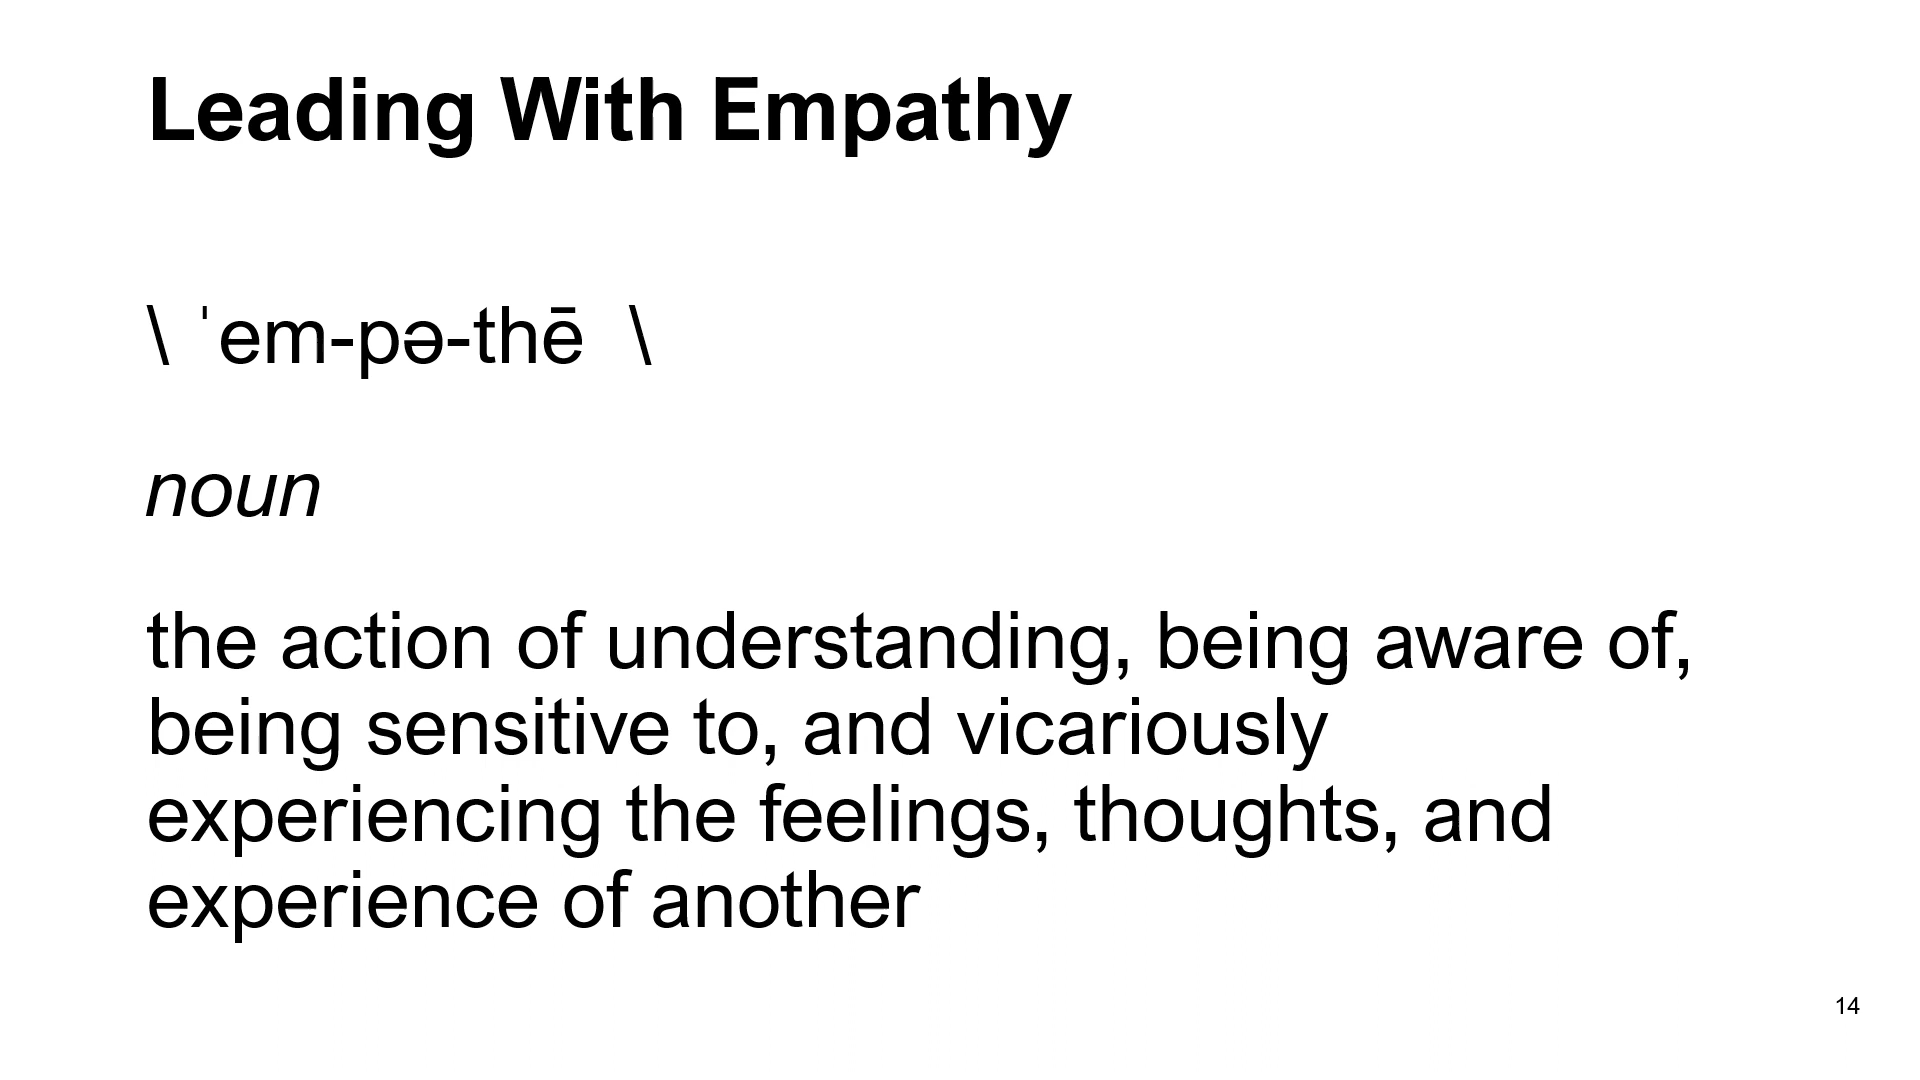 Leading With Empathy
\ ˈem-pə-thē  \
noun
the action of understanding, being aware of,
being sensitive to, and vicariously
experiencing the feelings, thoughts, and
experience of another
14